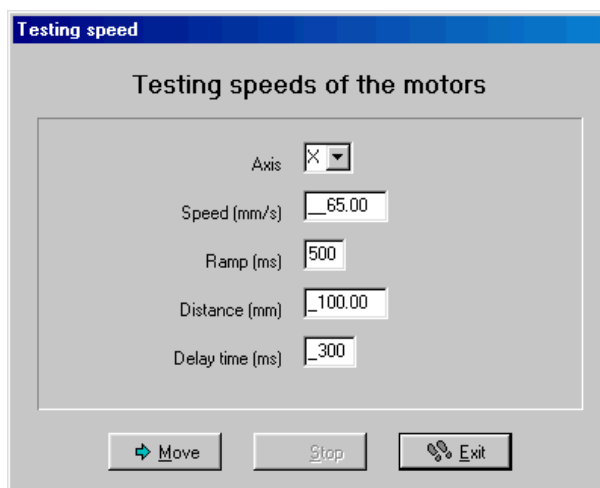 Testing speed
Testing speeds of the motors
Axis X
Speed (mm/s) __65.00
Ramp (ms) 500
Distance (mm) _100.00
Delay time (ms) _300
Move Stop Exit